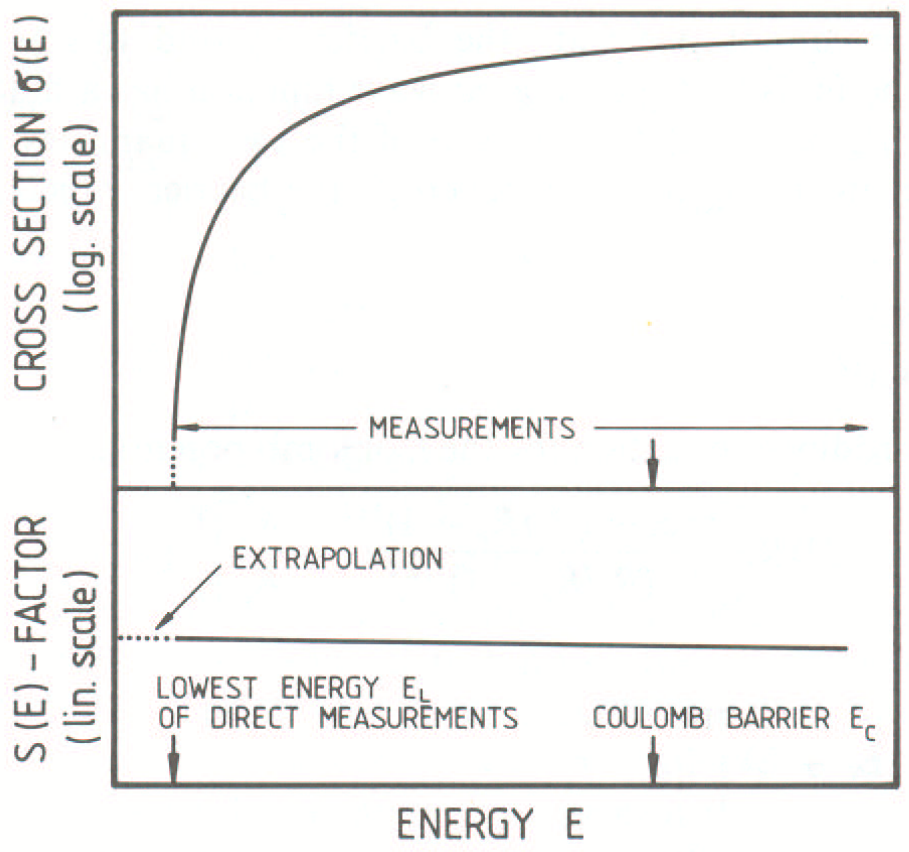 CROSS SECTION σ(E)
(log. scale)
MEASUREMENTS
S(E)-FACTOR
(lin. scale)
EXTRAPOLATION
LOWEST ENERGY E_L
OF DIRECT MEASUREMENTS
COULOMB BARRIER E_C
ENERGY E